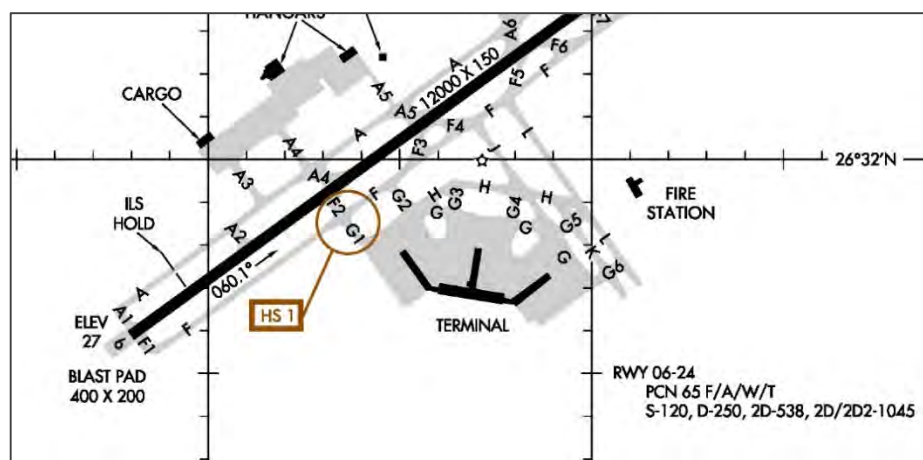 HANGARS
CARGO
ILS
HOLD
A6
F6
F5
F
A
A5
A5
12000 X 150
F4
F
L
F3
J
A
A4
A4
A3
A2
26°32'N
FIRE
STATION
F2
F
G2
H
G3
H
H
G
G4
G
G5
G1
G
K
L
G6
060.1°
HS 1
TERMINAL
A
A1
ELEV
27
6
F1
F
BLAST PAD
400 X 200
RWY 06-24
PCN 65 F/A/W/T
S-120, D-250, 2D-538, 2D/2D2-1045